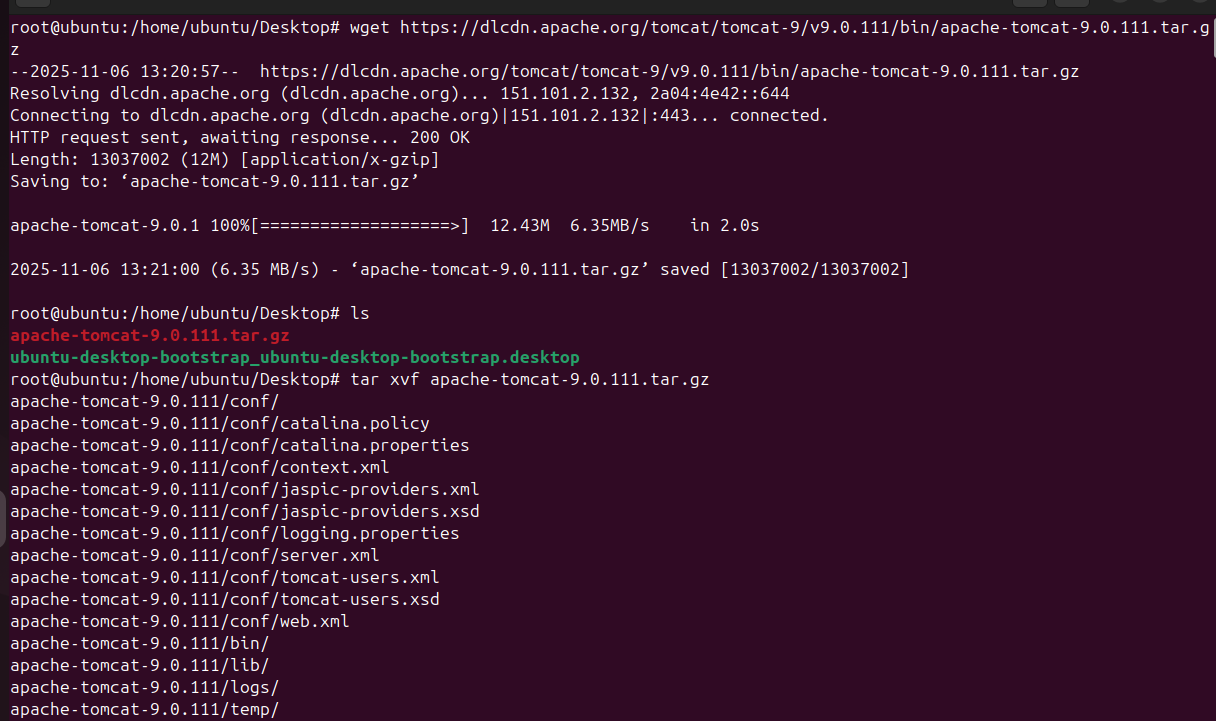 root@ubuntu:/home/ubuntu/Desktop# wget https://dlcdn.apache.org/tomcat/tomcat-9/v9.0.111/bin/apache-tomcat-9.0.111.tar.g
z
--2025-11-06 13:20:57--  https://dlcdn.apache.org/tomcat/tomcat-9/v9.0.111/bin/apache-tomcat-9.0.111.tar.gz
Resolving dlcdn.apache.org (dlcdn.apache.org)... 151.101.2.132, 2a04:4e42::644
Connecting to dlcdn.apache.org (dlcdn.apache.org)|151.101.2.132|:443... connected.
HTTP request sent, awaiting response... 200 OK
Length: 13037002 (12M) [application/x-gzip]
Saving to: ‘apache-tomcat-9.0.111.tar.gz’
apache-tomcat-9.0.1 100%[===================>]  12.43M  6.35MB/s    in 2.0s
2025-11-06 13:21:00 (6.35 MB/s) - ‘apache-tomcat-9.0.111.tar.gz’ saved [13037002/13037002]
root@ubuntu:/home/ubuntu/Desktop# ls
apache-tomcat-9.0.111.tar.gz
ubuntu-desktop-bootstrap_ubuntu-desktop-bootstrap.desktop
root@ubuntu:/home/ubuntu/Desktop# tar xvf apache-tomcat-9.0.111.tar.gz
apache-tomcat-9.0.111/conf/
apache-tomcat-9.0.111/conf/catalina.policy
apache-tomcat-9.0.111/conf/catalina.properties
apache-tomcat-9.0.111/conf/context.xml
apache-tomcat-9.0.111/conf/jaspic-providers.xml
apache-tomcat-9.0.111/conf/jaspic-providers.xsd
apache-tomcat-9.0.111/conf/logging.properties
apache-tomcat-9.0.111/conf/server.xml
apache-tomcat-9.0.111/conf/tomcat-users.xml
apache-tomcat-9.0.111/conf/tomcat-users.xsd
apache-tomcat-9.0.111/conf/web.xml
apache-tomcat-9.0.111/bin/
apache-tomcat-9.0.111/lib/
apache-tomcat-9.0.111/logs/
apache-tomcat-9.0.111/temp/